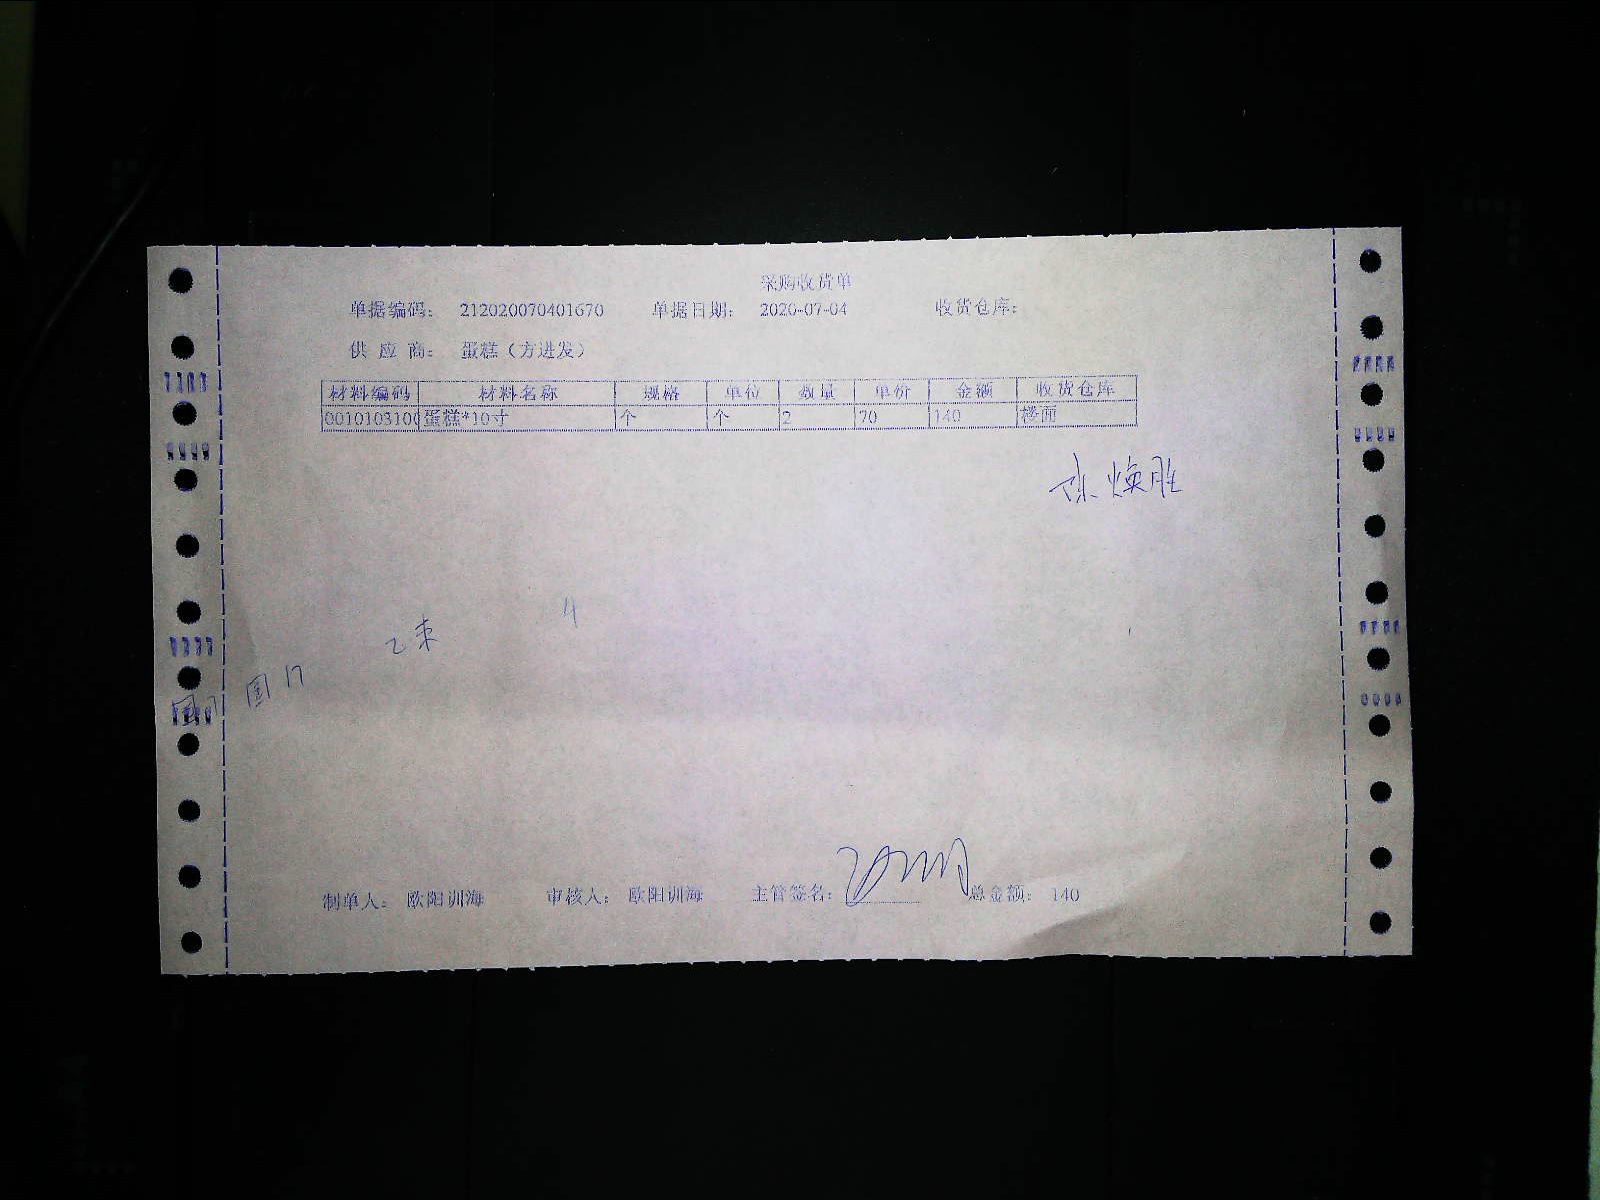 采购收货单
单据编码： 212020070401670 单据日期： 2020-07-04 收货仓库：
供 应 商： 蛋糕（方进发）
材料编码 材料名称 规格 单位 数量 单价 金额 收货仓库
0010103100 蛋糕*10寸 个 个 2 70 140 楼面
焕胜
4
17
制单人： 欧阳训海 审核人： 欧阳训海 主管签名： 总金额： 140